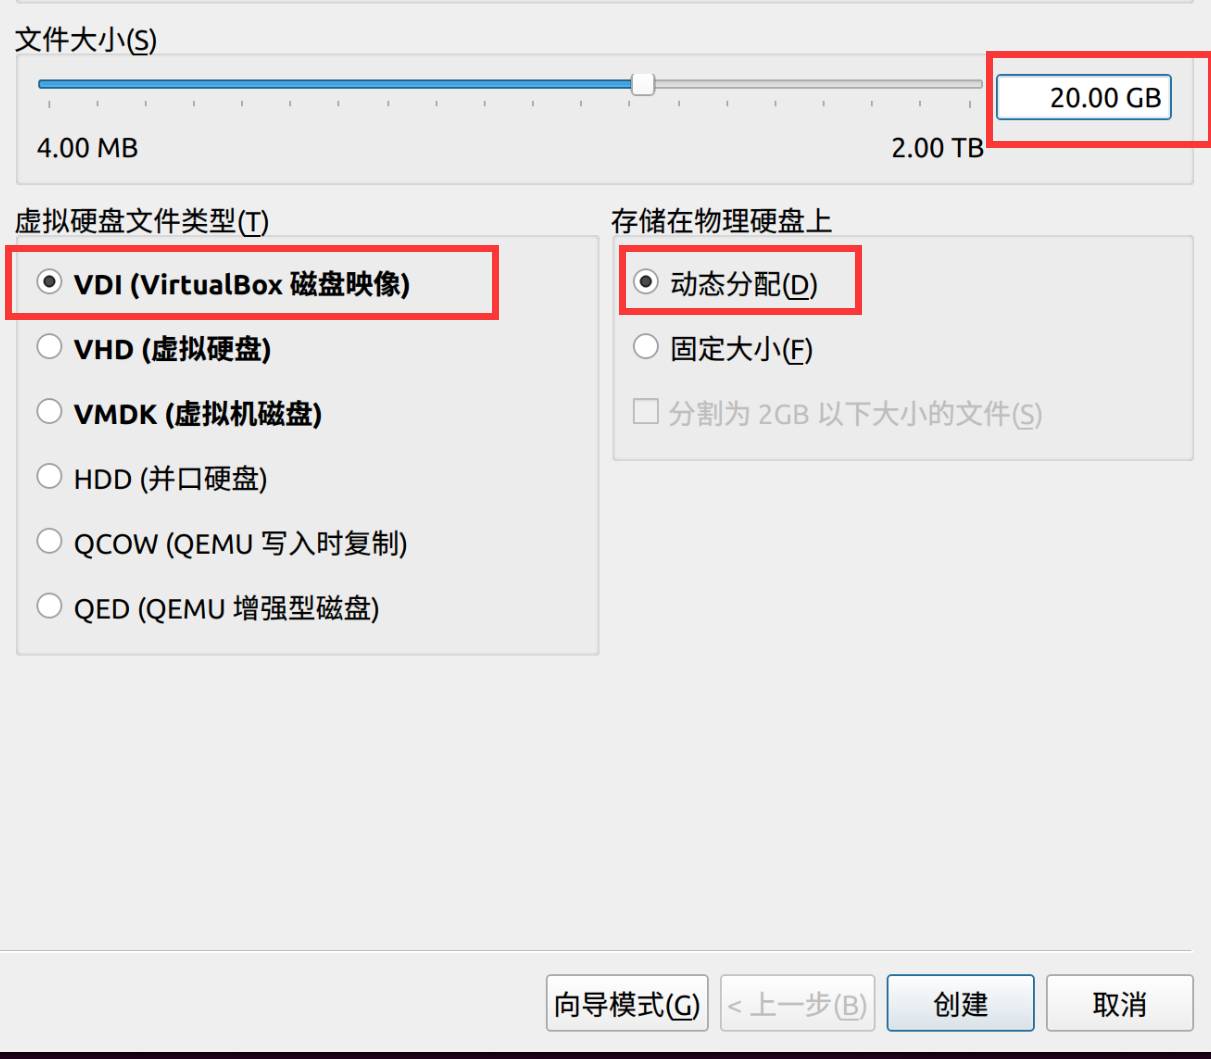 文件大小(S)
20.00 GB
4.00 MB
2.00 TB
虚拟硬盘文件类型(T)
VDI (VirtualBox 磁盘映像)
VHD (虚拟硬盘)
VMDK (虚拟机磁盘)
HDD (并口硬盘)
QCOW (QEMU 写入时复制)
QED (QEMU 增强型磁盘)
存储在物理硬盘上
动态分配(D)
固定大小(F)
分割为 2GB 以下大小的文件(S)
向导模式(G)
< 上一步(B)
创建
取消